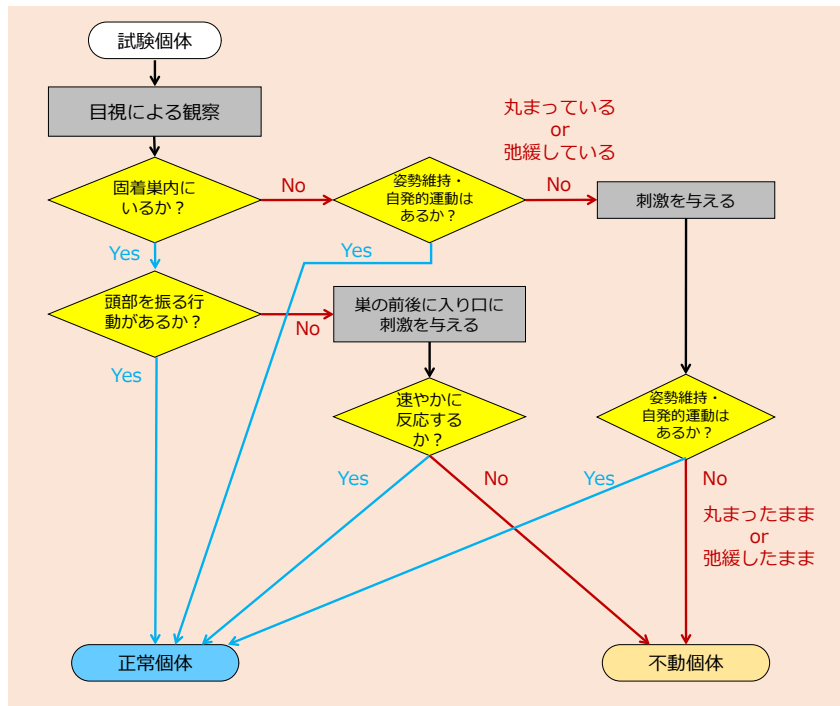 試験個体
目視による観察
丸まっている
or
弛緩している
固着巣内に
いるか？
No
姿勢維持・
自発的運動は
あるか？
No
刺激を与える
Yes
Yes
頭部を振る行
動があるか？
No
巣の前後に入り口に
刺激を与える
Yes
速やかに
反応する
か？
姿勢維持・
自発的運動は
あるか？
Yes
No
Yes
No
丸まったまま
or
弛緩したまま
正常個体
不動個体